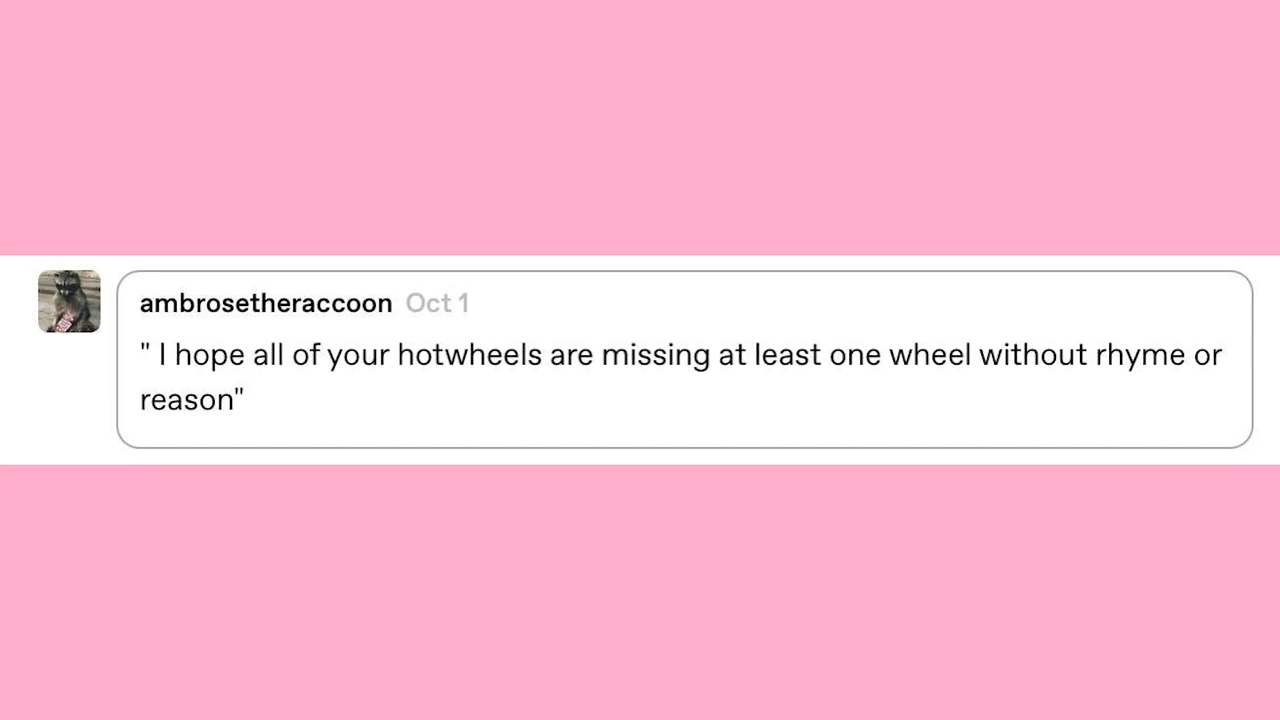 ambrosetheraccoon Oct 1
" I hope all of your hotwheels are missing at least one wheel without rhyme or
reason"